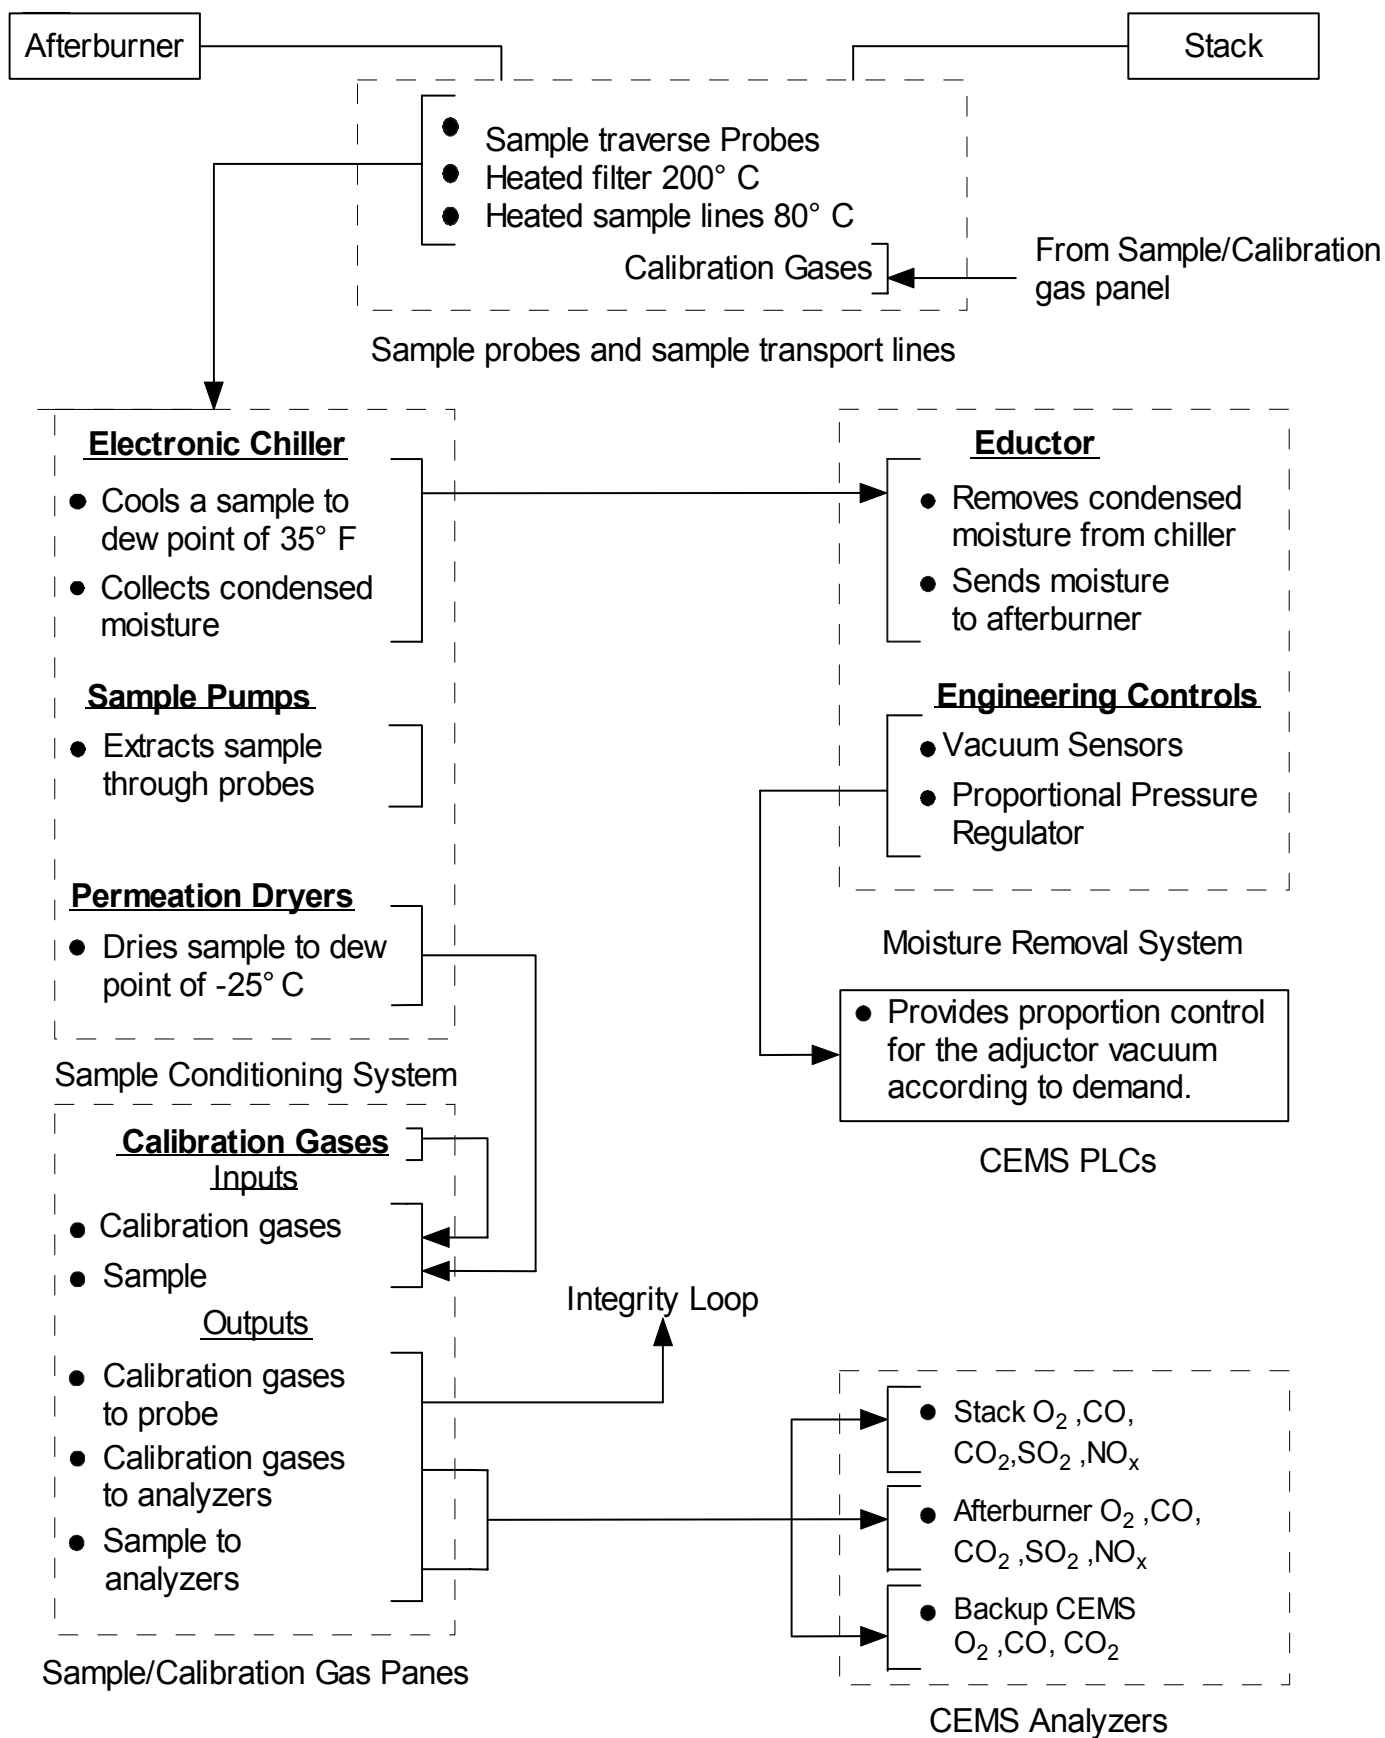 Afterburner
Stack
Sample traverse Probes
Heated filter 200° C
Heated sample lines 80° C
Calibration Gases
From Sample/Calibration
gas panel
Sample probes and sample transport lines
Electronic Chiller
Cools a sample to
dew point of 35° F
Collects condensed
moisture
Sample Pumps
Extracts sample
through probes
Permeation Dryers
Dries sample to dew
point of -25° C
Sample Conditioning System
Eductor
Removes condensed
moisture from chiller
Sends moisture
to afterburner
Engineering Controls
Vacuum Sensors
Proportional Pressure
Regulator
Moisture Removal System
Provides proportion control
for the adjuctor vacuum
according to demand.
CEMS PLCs
Calibration Gases
Inputs
Calibration gases
Sample
Outputs
Calibration gases
to probe
Calibration gases
to analyzers
Sample to
analyzers
Sample/Calibration Gas Panes
Integrity Loop
Stack O₂ ,CO,
CO₂,SO₂ ,NOₓ
Afterburner O₂ ,CO,
CO₂ ,SO₂ ,NOₓ
Backup CEMS
O₂ ,CO, CO₂
CEMS Analyzers